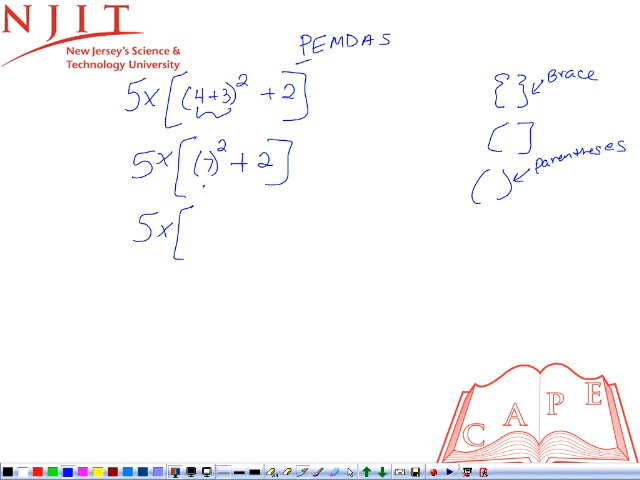 NJIT
New Jersey's Science &
Technology University
PEMDAS
5x[(4+3)² +2]
{ } Brace
5x[(7)² + 2]
[ ]
( ) parentheses
5x[
CAPE